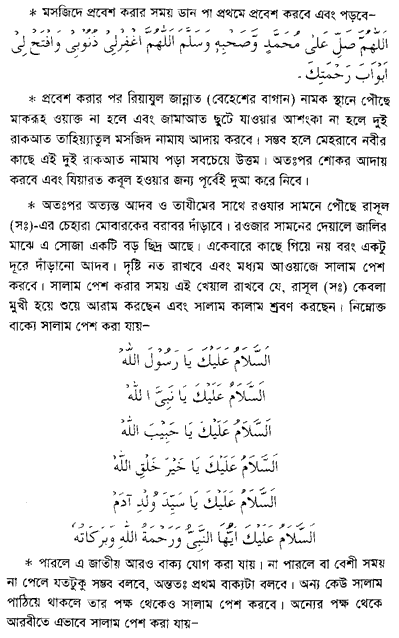 * মসজিদে প্রবেশ করার সময় ডান পা প্রথমে প্রবেশ করবে এবং পড়বে–
اَللّٰهُمَّ صَلِّ عَلٰى مُحَمَّدٍ وَّصَحْبِهٖ وَسَلَّمَ اَللّٰهُمَّ اغْفِرْلِىْ ذُنُوْبِىْ وَافْتَحْ لِىْ
اَبْوَابَ رَحْمَتِكَ۔
* প্রবেশ করার পর রিয়াযুল জান্নাত (বেহেশের বাগান) নামক স্থানে পৌছে
মাকরূহ ওয়াক্ত না হলে এবং জামাআত ছুটে যাওয়ার আশংকা না হলে দুই
রাকআত তাহিয়্যাতুল মসজিদ নামায আদায় করবে। সম্ভব হলে মেহরাবে নবীর
কাছে এই দুই রাকআত নামায পড়া সবচেয়ে উত্তম। অতঃপর শোকর আদায়
করবে এবং যিয়ারত কবূল হওয়ার জন্য পূর্বেই দুআ করে নিবে।
* অতঃপর অত্যন্ত আদব ও তাযীমের সাথে রওযার সামনে পৌছে রাসূল
(সঃ)-এর চেহারা মোবারকের বরাবর দাঁড়াবে। রওজার সামনের দেয়ালে জালির
মাঝে এ সোজা একটি বড় ছিদ্র আছে। একেবারে কাছে গিয়ে নয় বরং একটু
দূরে দাঁড়ানো আদব। দৃষ্টি নত রাখবে এবং মধ্যম আওয়াজে সালাম পেশ
করবে। সালাম পেশ করার সময় এই খেয়াল রাখবে যে, রাসূল (সঃ) কেবলা
মুখী হয়ে শুয়ে আরাম করছেন এবং সালাম কালাম শ্রবণ করছেন। নিম্নোক্ত
বাক্যে সালাম পেশ করা যায়–
اَلسَّلَامُ عَلَيْكَ يَا رَسُوْلَ اللّٰهِ
اَلسَّلَامُ عَلَيْكَ يَا نَبِىَّ اللّٰهِ
اَلسَّلَامُ عَلَيْكَ يَا حَبِيْبَ اللّٰهِ
اَلسَّلَامُ عَلَيْكَ يَا خَيْرَ خَلْقِ اللّٰهِ
اَلسَّلَامُ عَلَيْكَ يَا سَيِّدَ وُلْدِ اٰدَمَ
اَلسَّلَامُ عَلَيْكَ اَيُّهَا النَّبِىُّ وَرَحْمَةُ اللّٰهِ وَبَرَكَاتُهٗ
* পারলে এ জাতীয় আরও বাক্য যোগ করা যায়। না পারলে বা বেশী সময়
না পেলে যতটুকু সম্ভব বলবে, অন্ততঃ প্রথম বাক্যটা বলবে। অন্য কেউ সালাম
পাঠিয়ে থাকলে তার পক্ষ থেকেও সালাম পেশ করবে। অন্যের পক্ষ থেকে
আরবীতে এভাবে সালাম পেশ করা যায়–